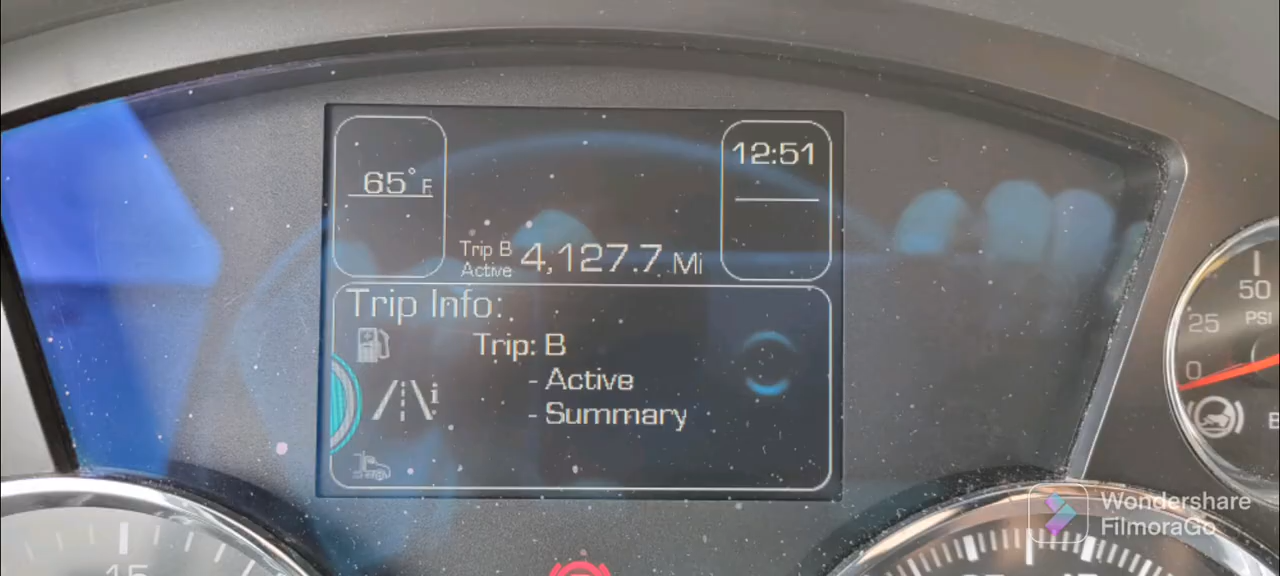 65°F
12:51
Trip B
Active
4,127.7 Mi
Trip Info:
Trip: B
- Active
- Summary
i
50
PSI
25
0
15
Wondershare
FilmoraGo